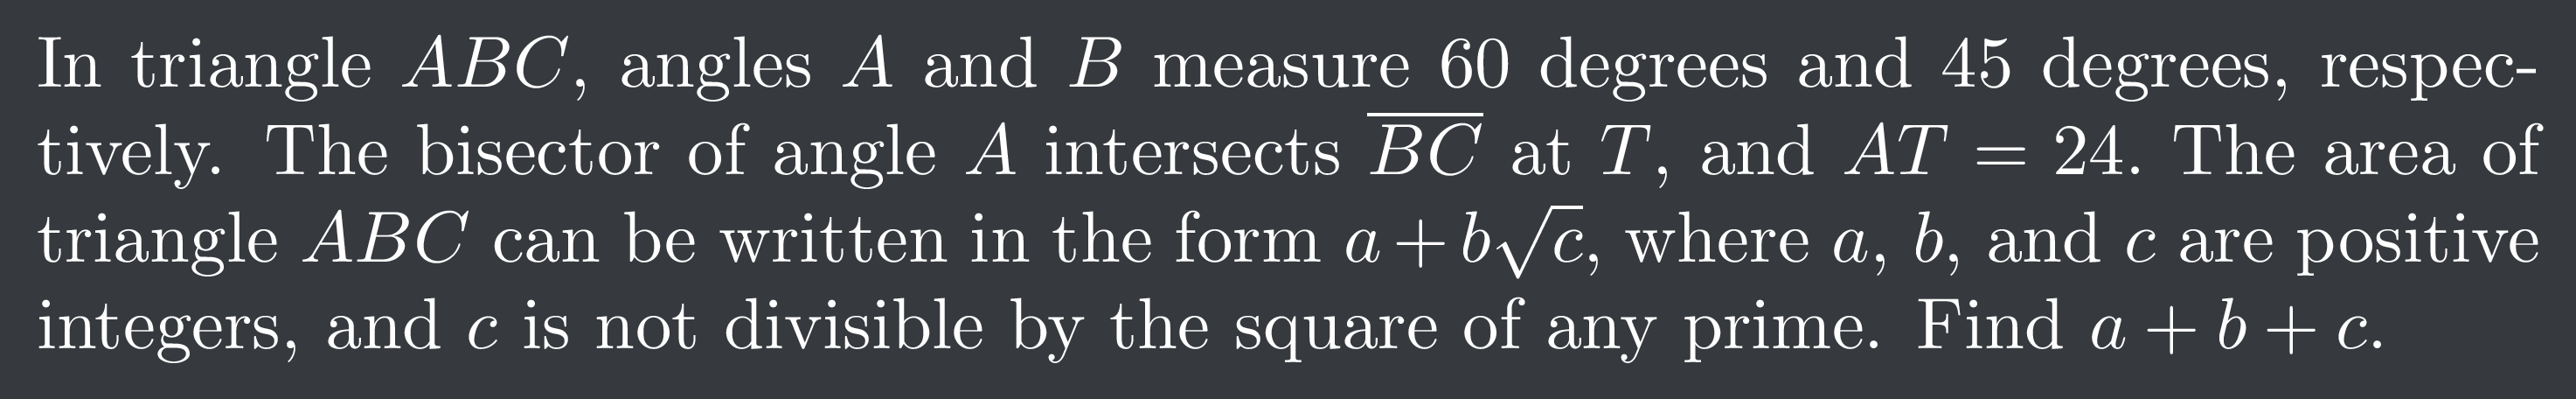 In triangle $ABC$, angles $A$ and $B$ measure 60 degrees and 45 degrees, respec-
tively. The bisector of angle $A$ intersects $\overline{BC}$ at $T$, and $AT = 24$. The area of
triangle $ABC$ can be written in the form $a + b\sqrt{c}$, where $a$, $b$, and $c$ are positive
integers, and $c$ is not divisible by the square of any prime. Find $a + b + c$.